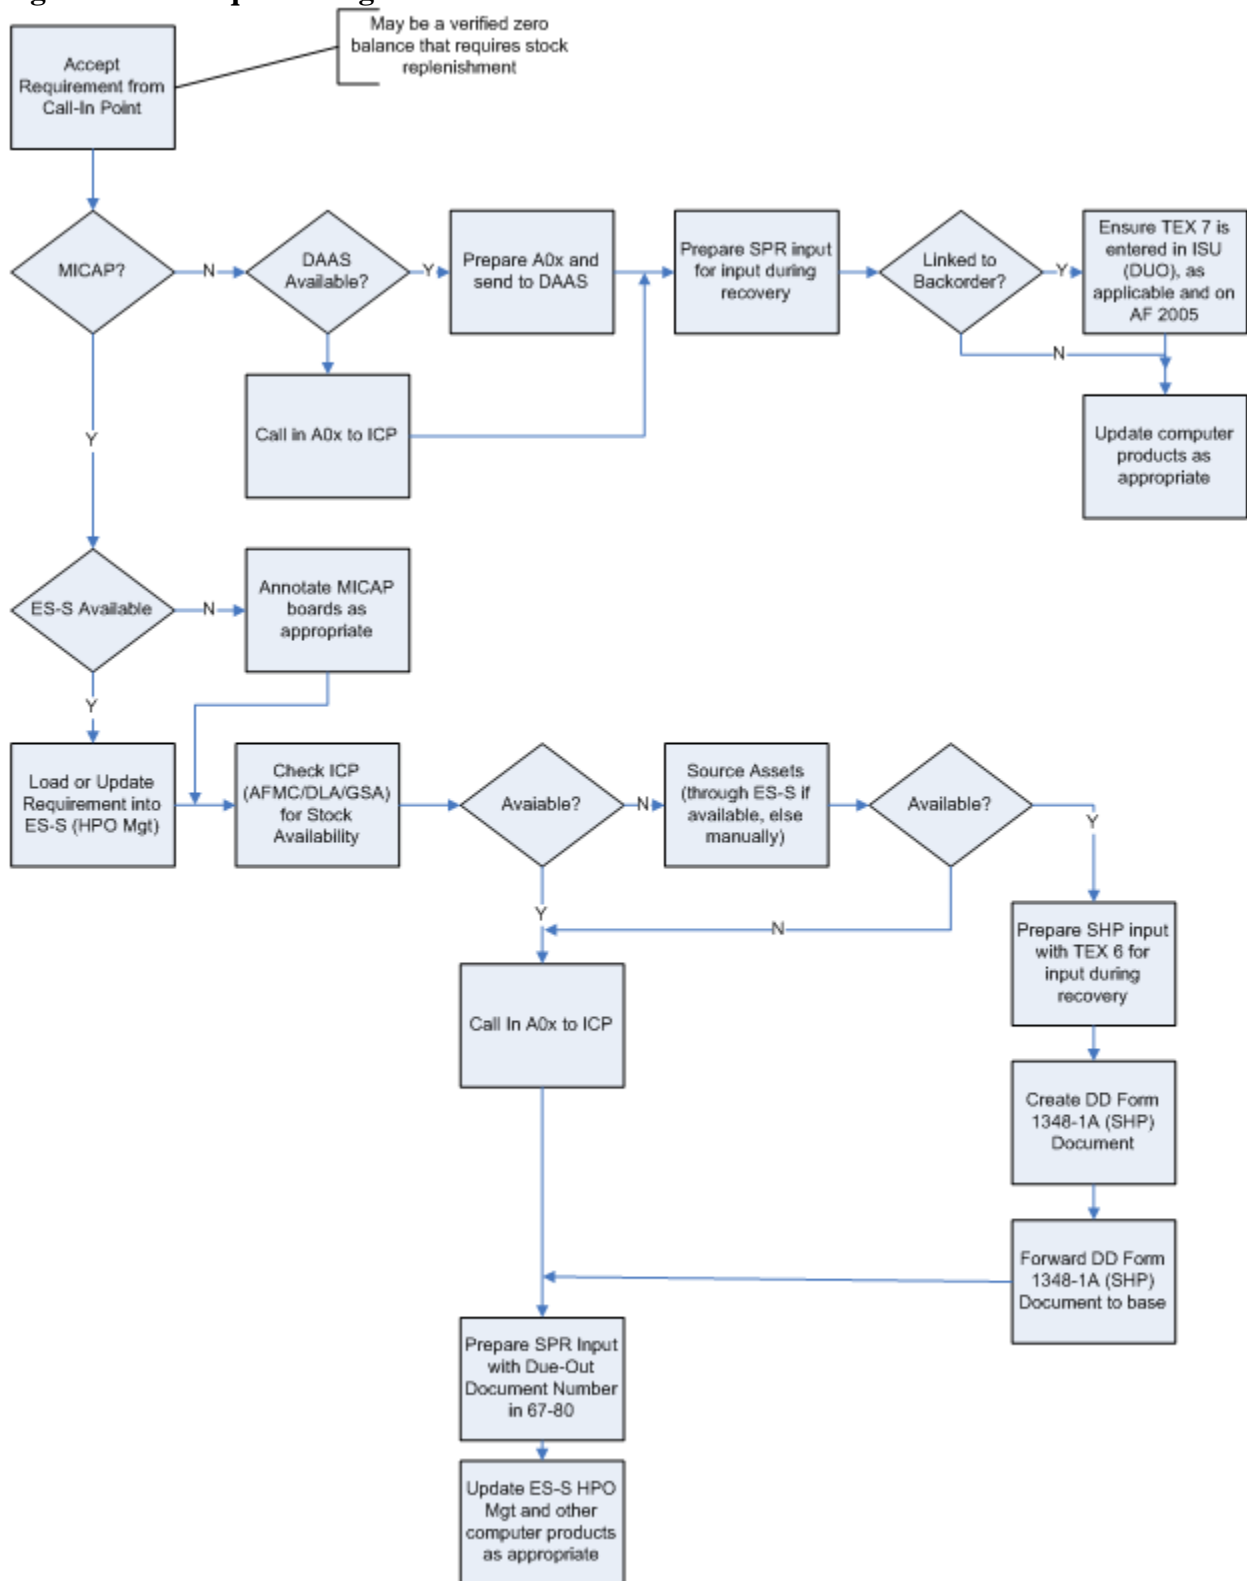 May be a verified zero
balance that requires stock
replenishment
Accept
Requirement from
Call-In Point
MICAP?
N
DAAS
Available?
Y
Prepare A0x and
send to DAAS
Prepare SPR input
for input during
recovery
Linked to
Backorder?
Y
Ensure TEX 7 is
entered in ISU
(DUO), as
applicable and on
AF 2005
N
Call in A0x to ICP
Update computer
products as
appropriate
Y
ES-S Available
N
Annotate MICAP
boards as
appropriate
Y
Load or Update
Requirement into
ES-S (HPO Mgt)
Check ICP
(AFMC/DLA/GSA)
for Stock
Availability
Avaiable?
N
Source Assets
(through ES-S if
available, else
manually)
Available?
Y
Y
N
Prepare SHP input
with TEX 6 for
input during
recovery
Call In A0x to ICP
Create DD Form
1348-1A (SHP)
Document
Forward DD Form
1348-1A (SHP)
Document to base
Prepare SPR Input
with Due-Out
Document Number
in 67-80
Update ES-S HPO
Mgt and other
computer products
as appropriate